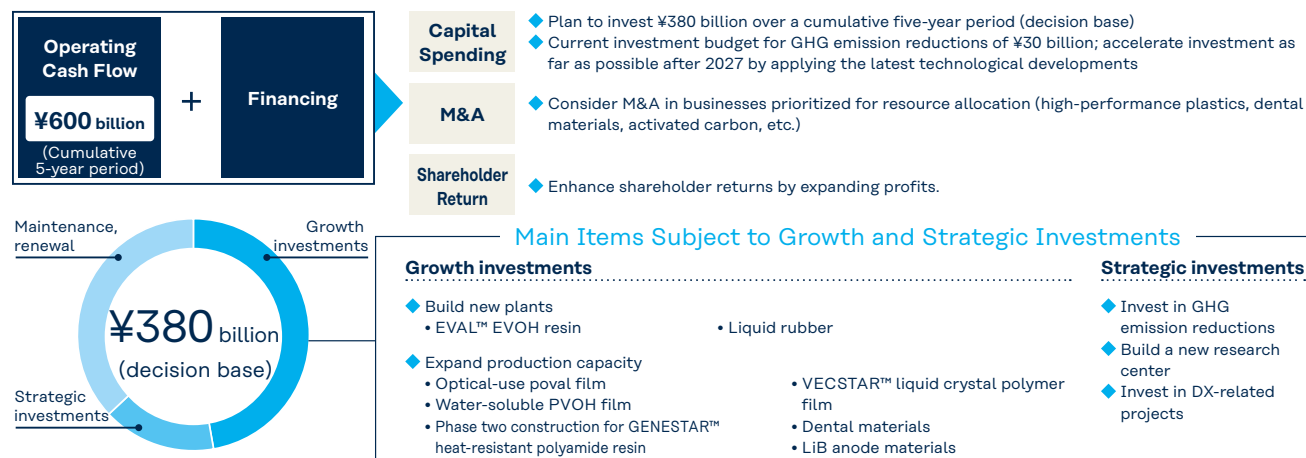 Operating
Cash Flow
¥600 billion
(Cumulative
5-year period)
+
Financing
Capital
Spending
◆ Plan to invest ¥380 billion over a cumulative five-year period (decision base)
◆ Current investment budget for GHG emission reductions of ¥30 billion; accelerate investment as
far as possible after 2027 by applying the latest technological developments
M&A
◆ Consider M&A in businesses prioritized for resource allocation (high-performance plastics, dental
materials, activated carbon, etc.)
Shareholder
Return
◆ Enhance shareholder returns by expanding profits.
Maintenance,
renewal
Growth
investments
¥380 billion
(decision base)
Strategic
investments
Main Items Subject to Growth and Strategic Investments
Growth investments
◆ Build new plants
• EVAL™ EVOH resin
• Liquid rubber
◆ Expand production capacity
• Optical-use poval film
• Water-soluble PVOH film
• Phase two construction for GENESTAR™
heat-resistant polyamide resin
• VECSTAR™ liquid crystal polymer
film
• Dental materials
• LiB anode materials
Strategic investments
◆ Invest in GHG
emission reductions
◆ Build a new research
center
◆ Invest in DX-related
projects